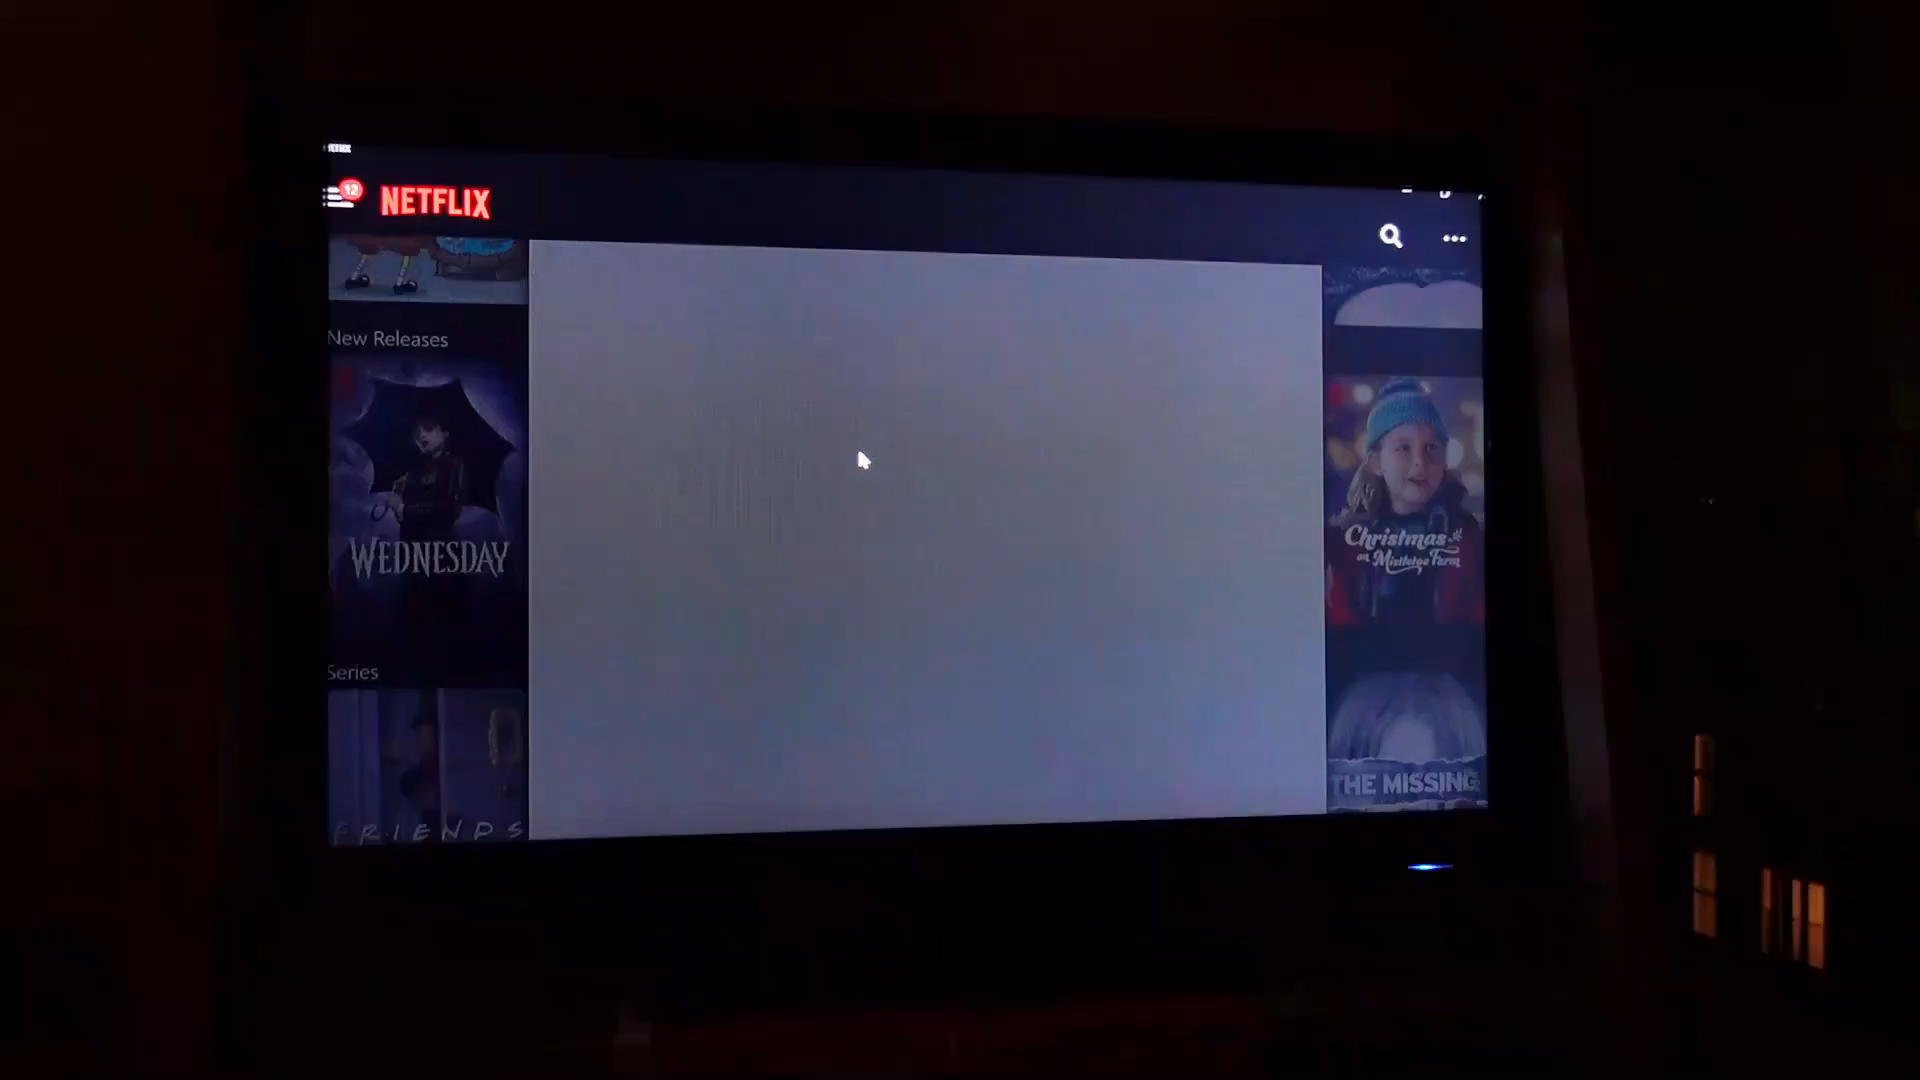 12
NETFLIX
New Releases
WEDNESDAY
Christmas
on Mistletoe Farm
Series
FRIENDS
THE MISSING